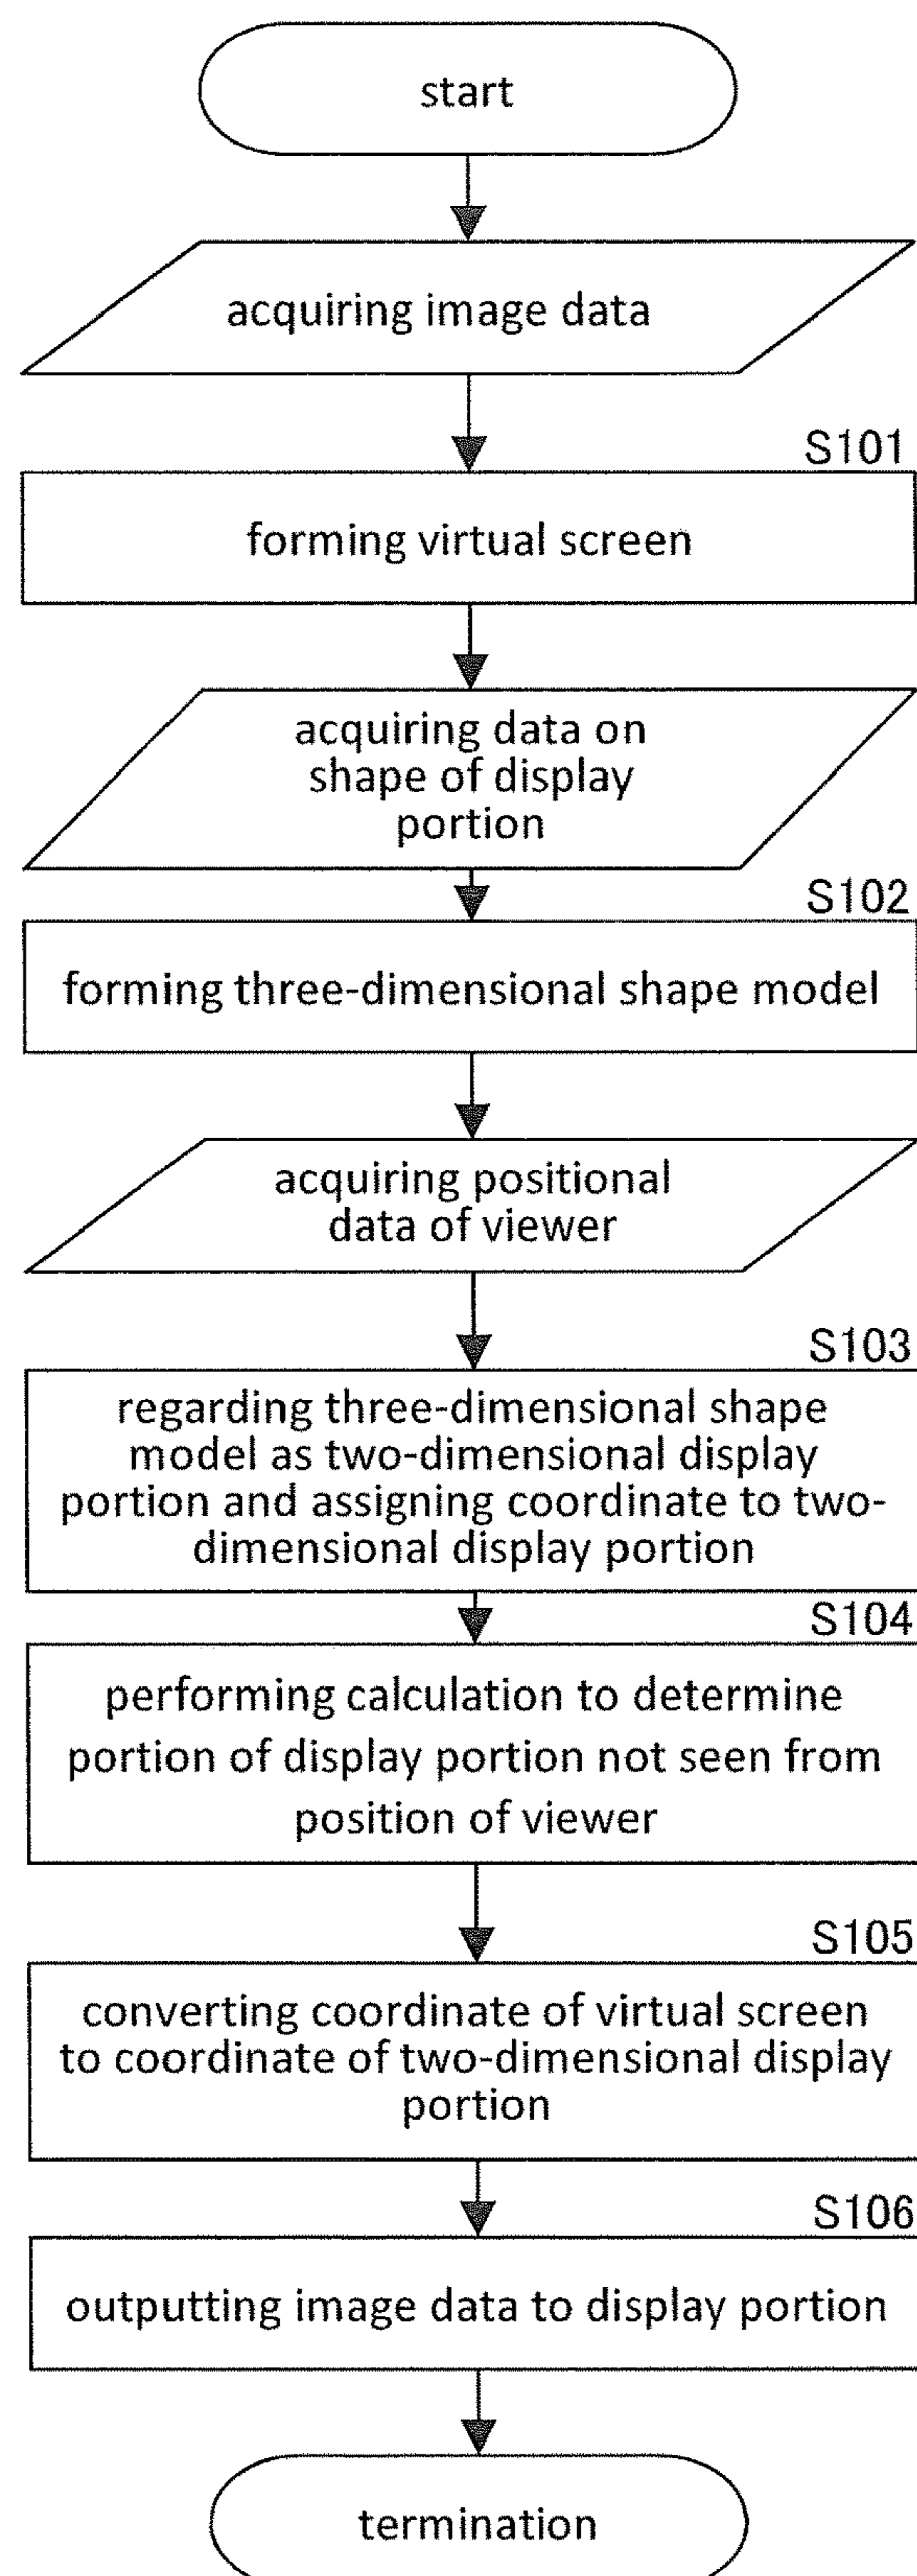 start
acquiring image data
S101
forming virtual screen
acquiring data on
shape of display
portion
S102
forming three-dimensional shape model
acquiring positional
data of viewer
S103
regarding three-dimensional shape
model as two-dimensional display
portion and assigning coordinate to two-
dimensional display portion
S104
performing calculation to determine
portion of display portion not seen from
position of viewer
S105
converting coordinate of virtual screen
to coordinate of two-dimensional display
portion
S106
outputting image data to display portion
termination